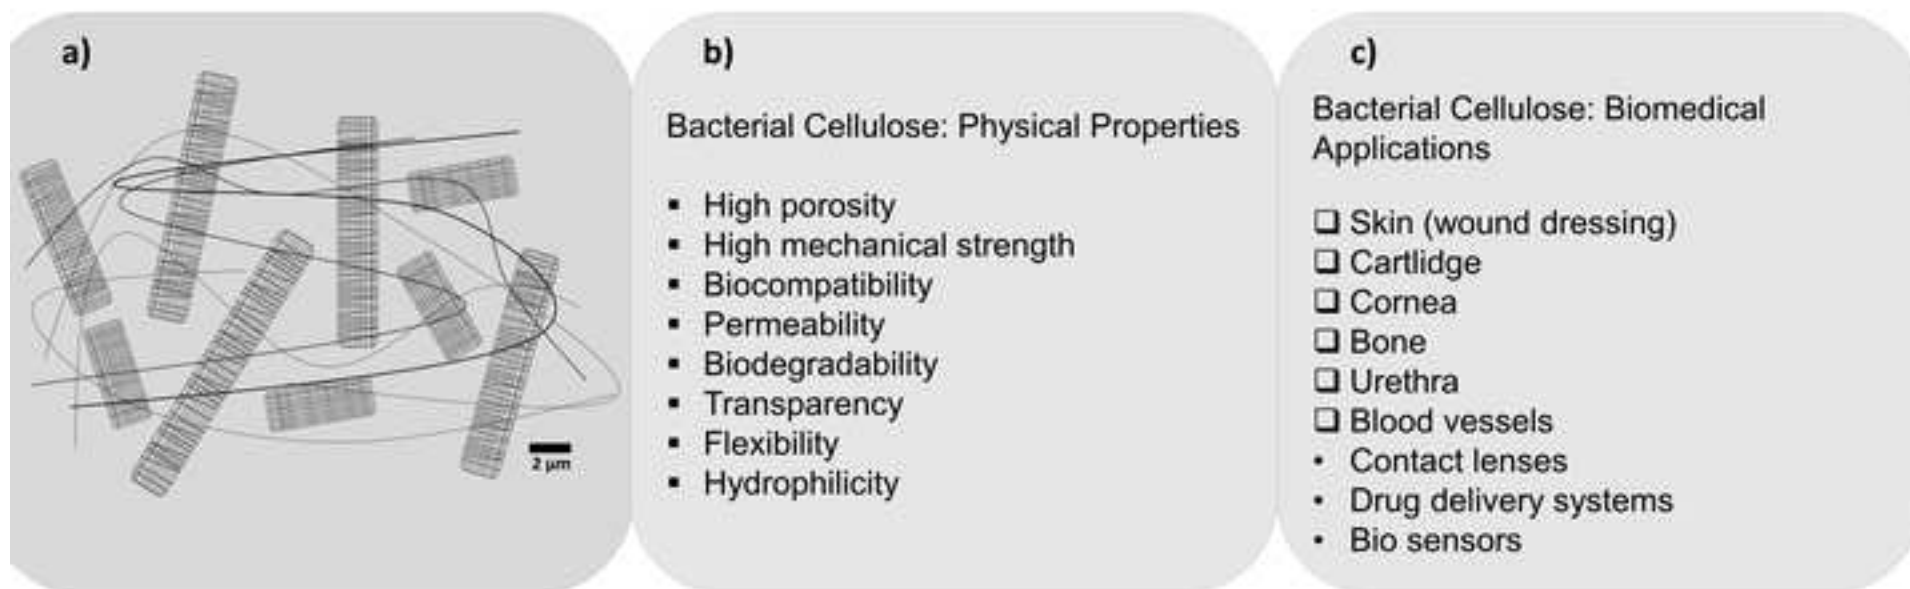 a)
2 μm
b)
Bacterial Cellulose: Physical Properties
▪ High porosity
▪ High mechanical strength
▪ Biocompatibility
▪ Permeability
▪ Biodegradability
▪ Transparency
▪ Flexibility
▪ Hydrophilicity
c)
Bacterial Cellulose: Biomedical
Applications
❑ Skin (wound dressing)
❑ Cartlidge
❑ Cornea
❑ Bone
❑ Urethra
❑ Blood vessels
• Contact lenses
• Drug delivery systems
• Bio sensors